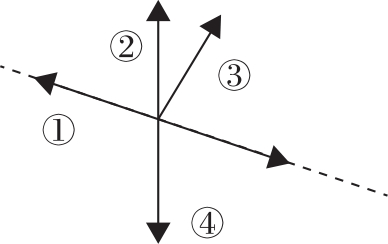 ②
③
①
④